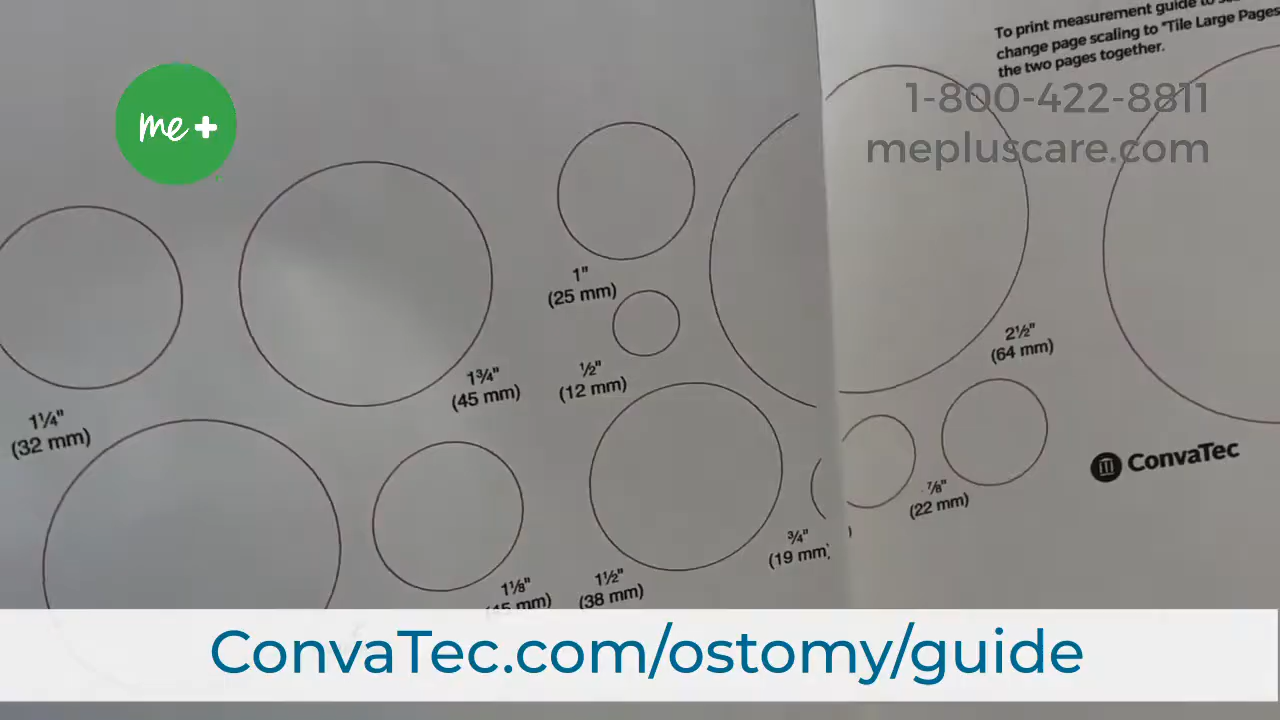 To print measurement guide to
change page scaling to "Tile Large Pages
the two pages together.
me+
1-800-422-8811
mepluscare.com
1"
(25 mm)
2½"
(64 mm)
½"
(12 mm)
1¾"
(45 mm)
1¼"
(32 mm)
ConvaTec
⅞"
(22 mm)
¾"
(19 mm)
1⅛"
(45 mm)
1½"
(38 mm)
ConvaTec.com/ostomy/guide